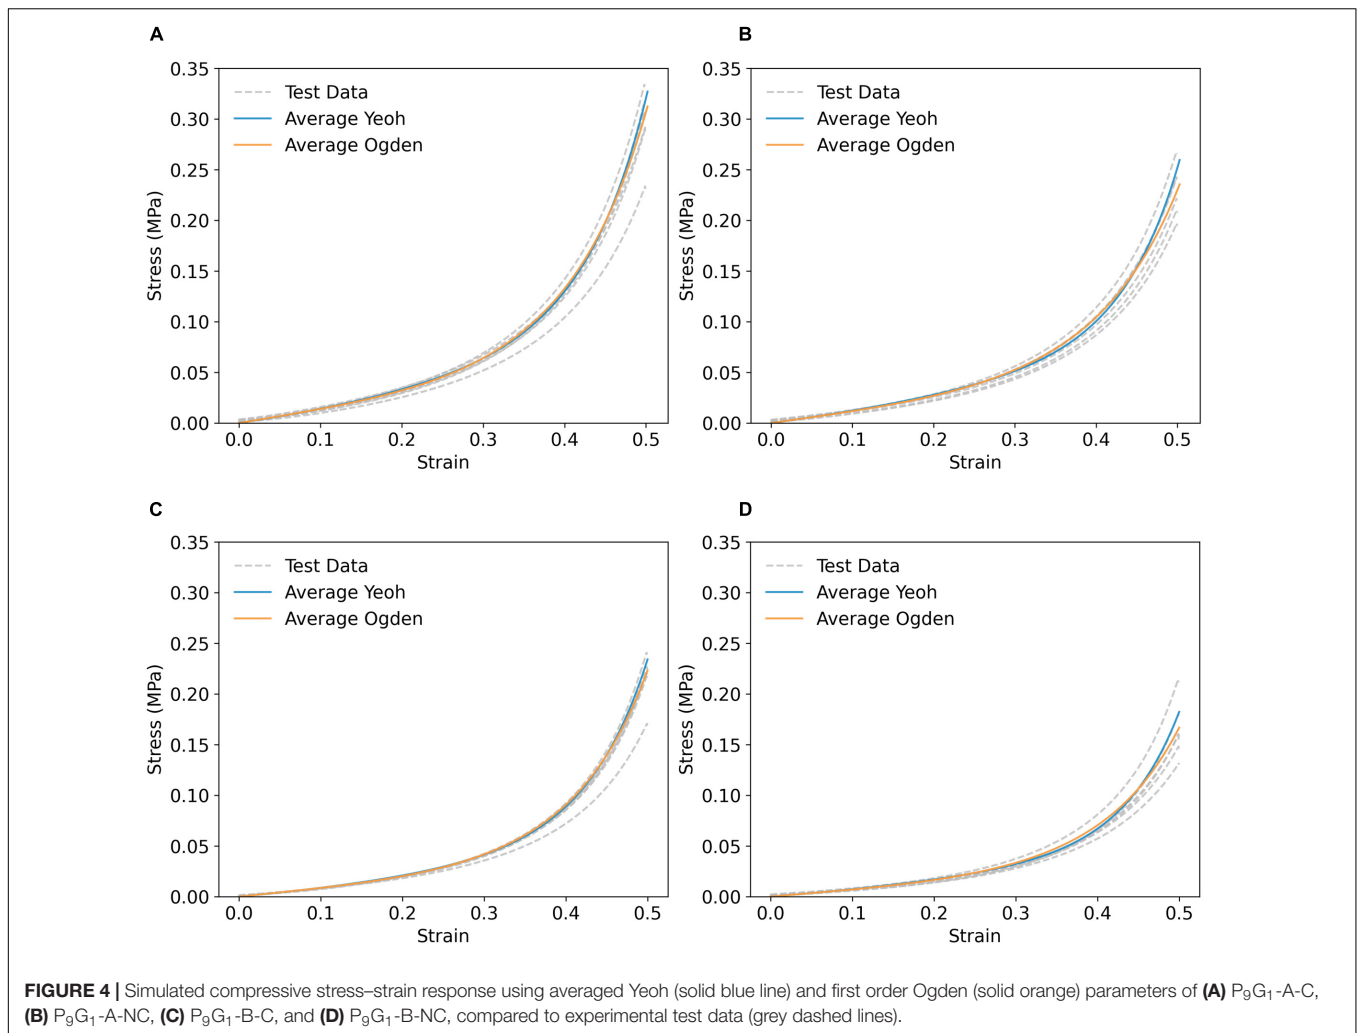 A
0.35
0.30
0.25
0.20
0.15
0.10
0.05
0.00
Stress (MPa)
Test Data
Average Yeoh
Average Ogden
0.0 0.1 0.2 0.3 0.4 0.5
Strain
B
0.35
0.30
0.25
0.20
0.15
0.10
0.05
0.00
Stress (MPa)
Test Data
Average Yeoh
Average Ogden
0.0 0.1 0.2 0.3 0.4 0.5
Strain
C
0.35
0.30
0.25
0.20
0.15
0.10
0.05
0.00
Stress (MPa)
Test Data
Average Yeoh
Average Ogden
0.0 0.1 0.2 0.3 0.4 0.5
Strain
D
0.35
0.30
0.25
0.20
0.15
0.10
0.05
0.00
Stress (MPa)
Test Data
Average Yeoh
Average Ogden
0.0 0.1 0.2 0.3 0.4 0.5
Strain
FIGURE 4 | Simulated compressive stress–strain response using averaged Yeoh (solid blue line) and first order Ogden (solid orange) parameters of (A) P₉G₁-A-C,
(B) P₉G₁-A-NC, (C) P₉G₁-B-C, and (D) P₉G₁-B-NC, compared to experimental test data (grey dashed lines).